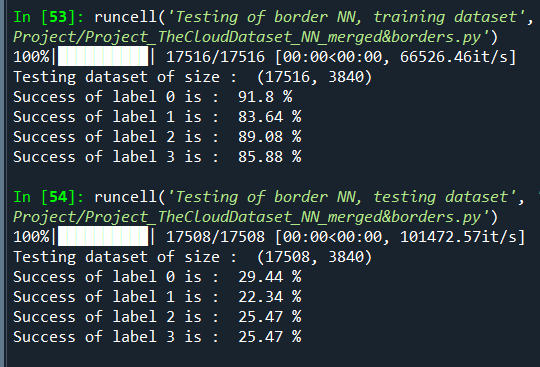 In [53]: runcell('Testing of border NN, training dataset',
Project/Project_TheCloudDataset_NN_merged&borders.py')
100%|██████████| 17516/17516 [00:00<00:00, 66526.46it/s]
Testing dataset of size :  (17516, 3840)
Success of label 0 is :  91.8 %
Success of label 1 is :  83.64 %
Success of label 2 is :  89.08 %
Success of label 3 is :  85.88 %
In [54]: runcell('Testing of border NN, testing dataset', '
Project/Project_TheCloudDataset_NN_merged&borders.py')
100%|██████████| 17508/17508 [00:00<00:00, 101472.57it/s]
Testing dataset of size :  (17508, 3840)
Success of label 0 is :  29.44 %
Success of label 1 is :  22.34 %
Success of label 2 is :  25.47 %
Success of label 3 is :  25.47 %